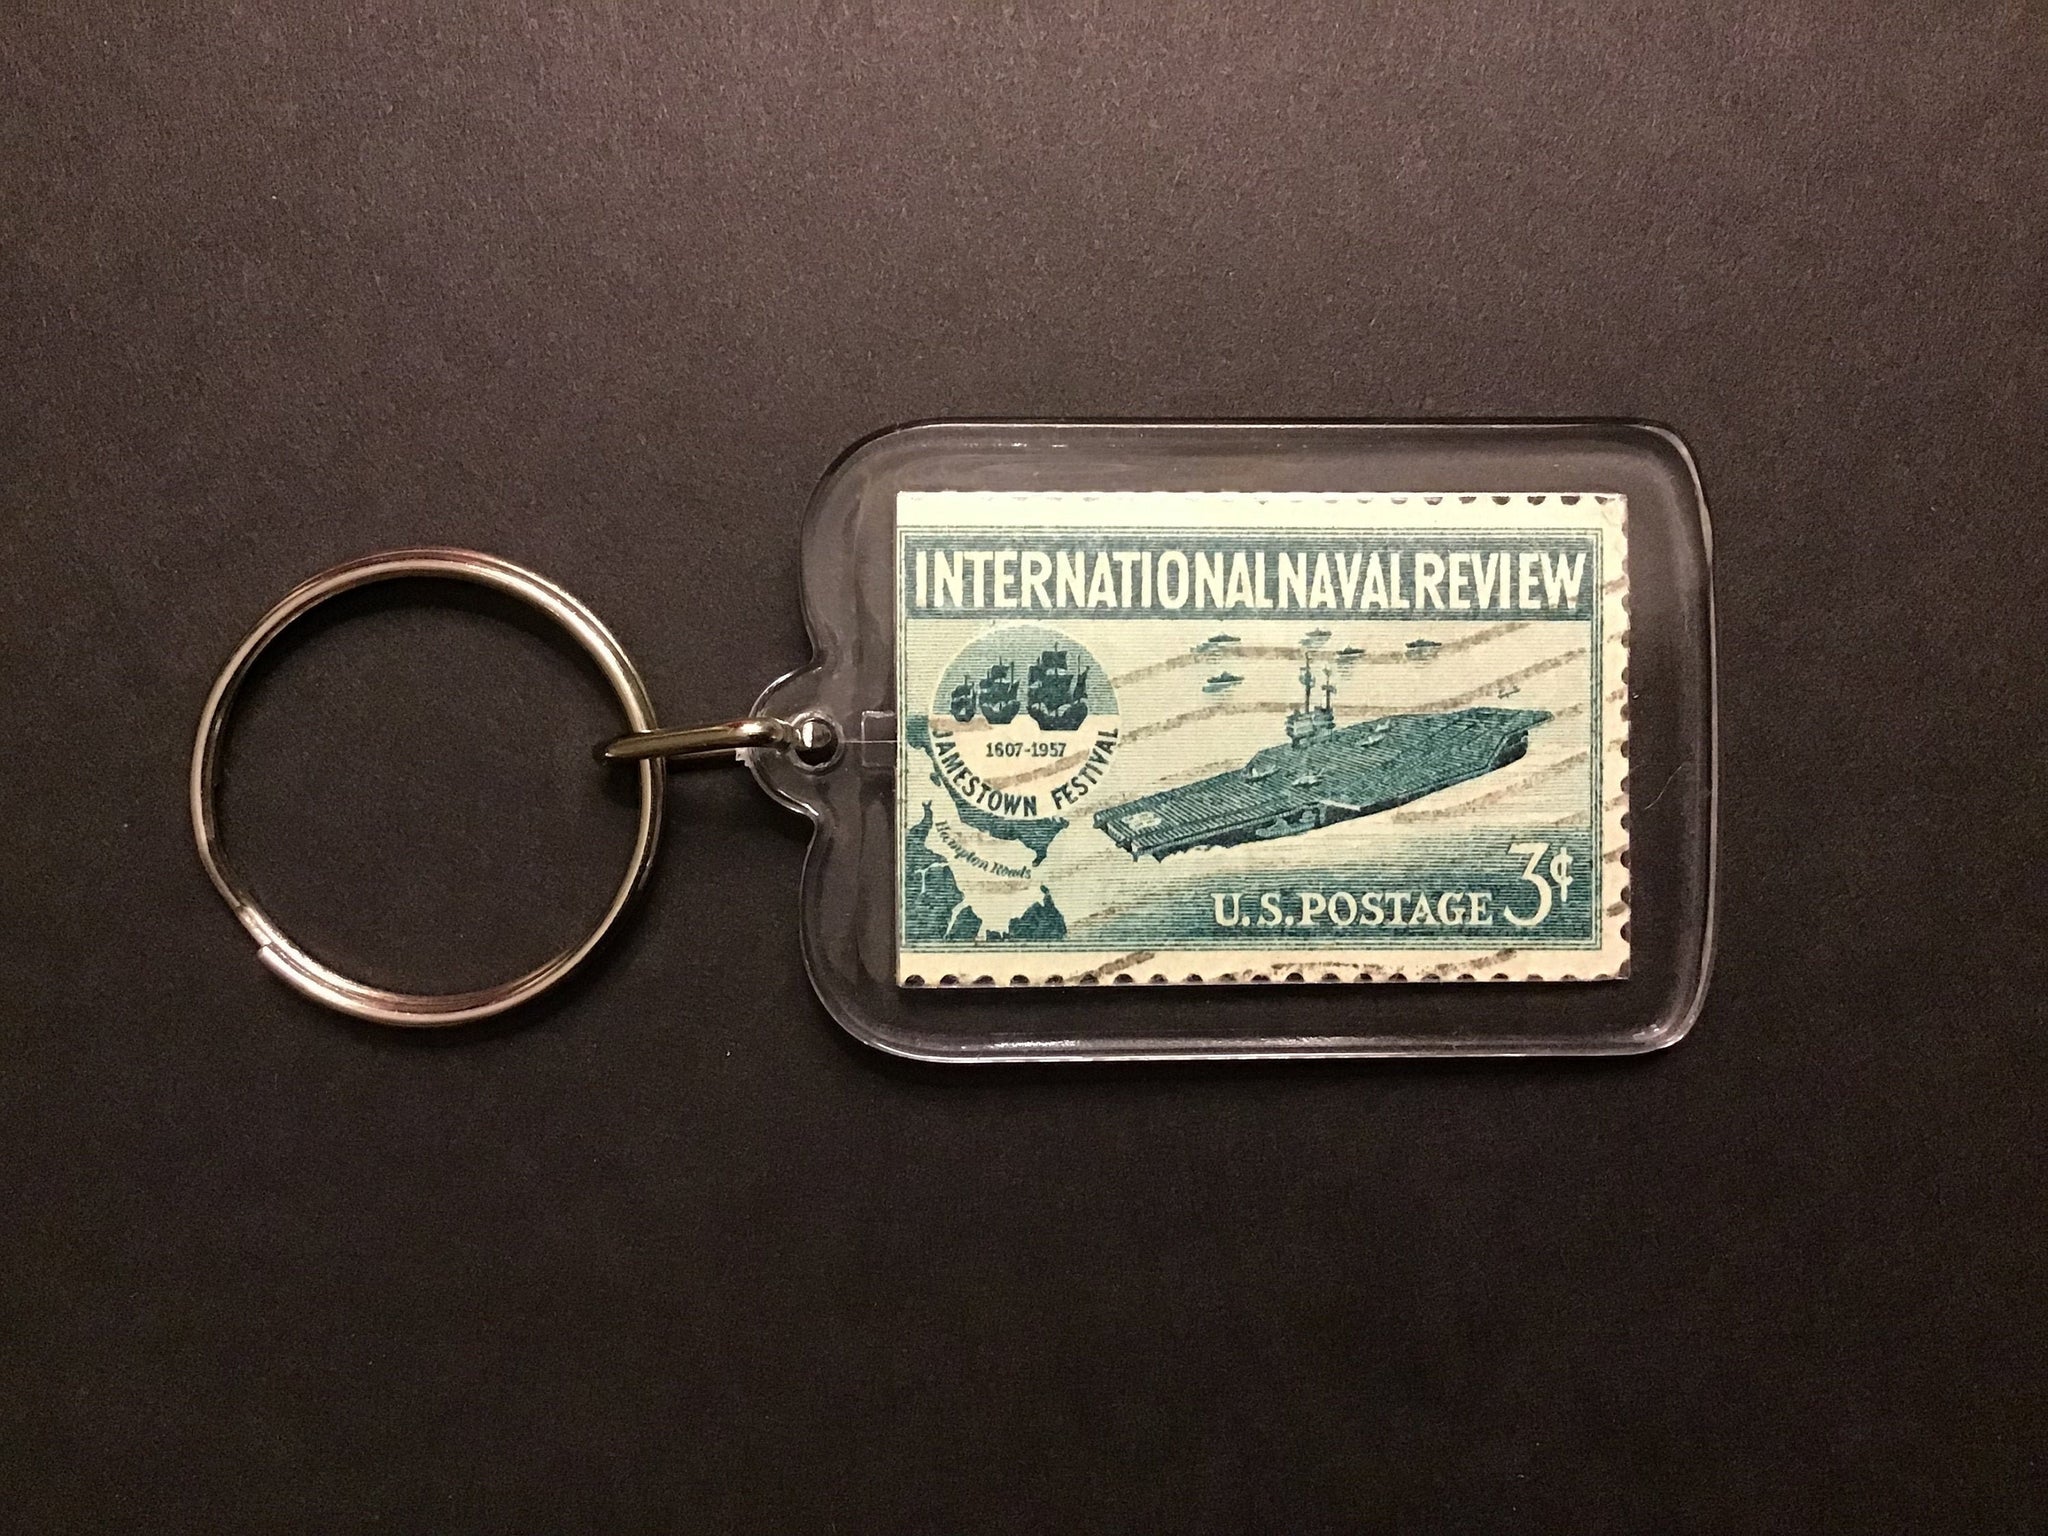 INTERNATIONAL NAVAL REVIEW
1607-1957
JAMESTOWN FESTIVAL
Hampton Roads
U.S. POSTAGE 3¢